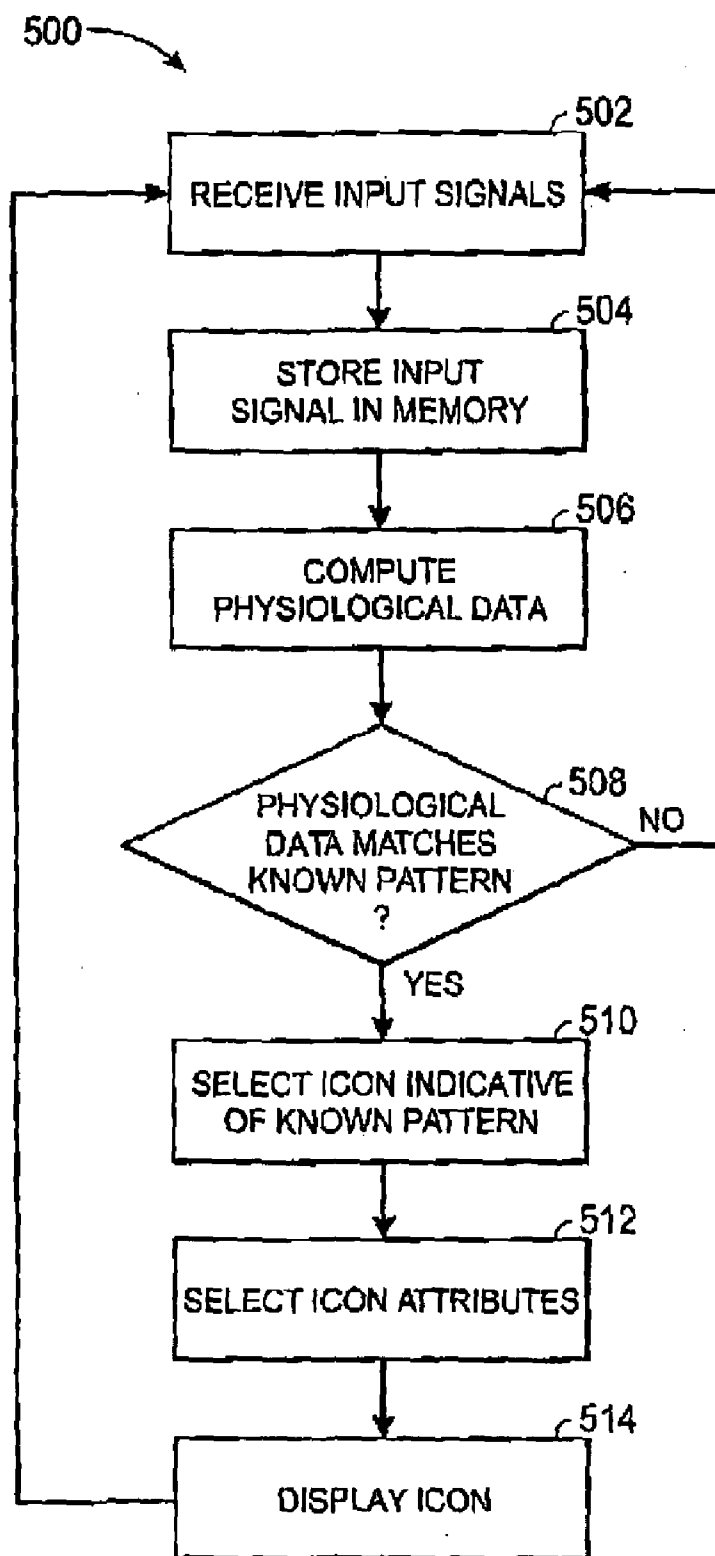 500
502
RECEIVE INPUT SIGNALS
504
STORE INPUT
SIGNAL IN MEMORY
506
COMPUTE
PHYSIOLOGICAL DATA
508
PHYSIOLOGICAL
DATA MATCHES
KNOWN PATTERN
?
NO
YES
510
SELECT ICON INDICATIVE
OF KNOWN PATTERN
512
SELECT ICON ATTRIBUTES
514
DISPLAY ICON